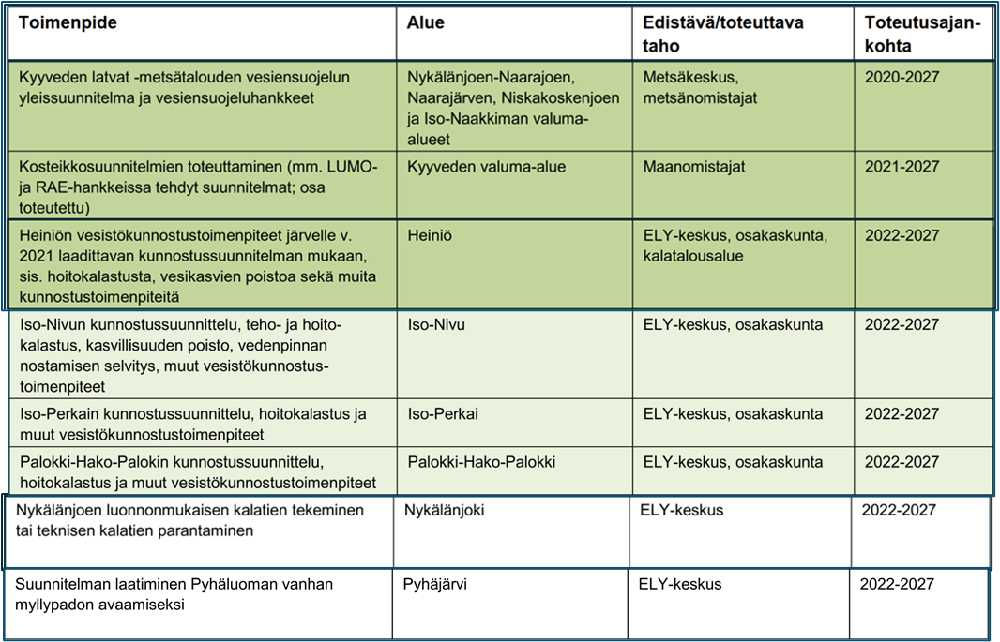 Toimenpide
Alue
Edistävä/toteuttava
taho
Toteutusajan-
kohta
Kyyveden latvat -metsätalouden vesiensuojelun
yleissuunnitelma ja vesiensuojeluhankkeet
Nykälänjoen-Naarajoen,
Naarajärven, Niskakoskenjoen
ja Iso-Naakkiman valuma-
alueet
Metsäkeskus,
metsänomistajat
2020-2027
Kosteikkosuunnitelmien toteuttaminen (mm. LUMO-
ja RAE-hankkeissa tehdyt suunnitelmat; osa
toteutettu)
Kyyveden valuma-alue
Maanomistajat
2021-2027
Heiniön vesistökunnostustoimenpiteet järvelle v.
2021 laadittavan kunnostussuunnitelman mukaan,
sis. hoitokalastusta, vesikasvien poistoa sekä muita
kunnostustoimenpiteitä
Heiniö
ELY-keskus, osakaskunta,
kalatalousalue
2022-2027
Iso-Nivun kunnostussuunnittelu, teho- ja hoito-
kalastus, kasvillisuuden poisto, vedenpinnan
nostamisen selvitys, muut vesistökunnostus-
toimenpiteet
Iso-Nivu
ELY-keskus, osakaskunta
2022-2027
Iso-Perkain kunnostussuunnittelu, hoitokalastus ja
muut vesistökunnostustoimenpiteet
Iso-Perkai
ELY-keskus, osakaskunta
2022-2027
Palokki-Hako-Palokin kunnostussuunnittelu,
hoitokalastus ja muut vesistökunnostustoimenpiteet
Palokki-Hako-Palokki
ELY-keskus, osakaskunta
2022-2027
Nykälänjoen luonnonmukaisen kalatien tekeminen
tai teknisen kalatien parantaminen
Nykälänjoki
ELY-keskus
2022-2027
Suunnitelman laatiminen Pyhäluoman vanhan
myllypadon avaamiseksi
Pyhäjärvi
ELY-keskus
2022-2027